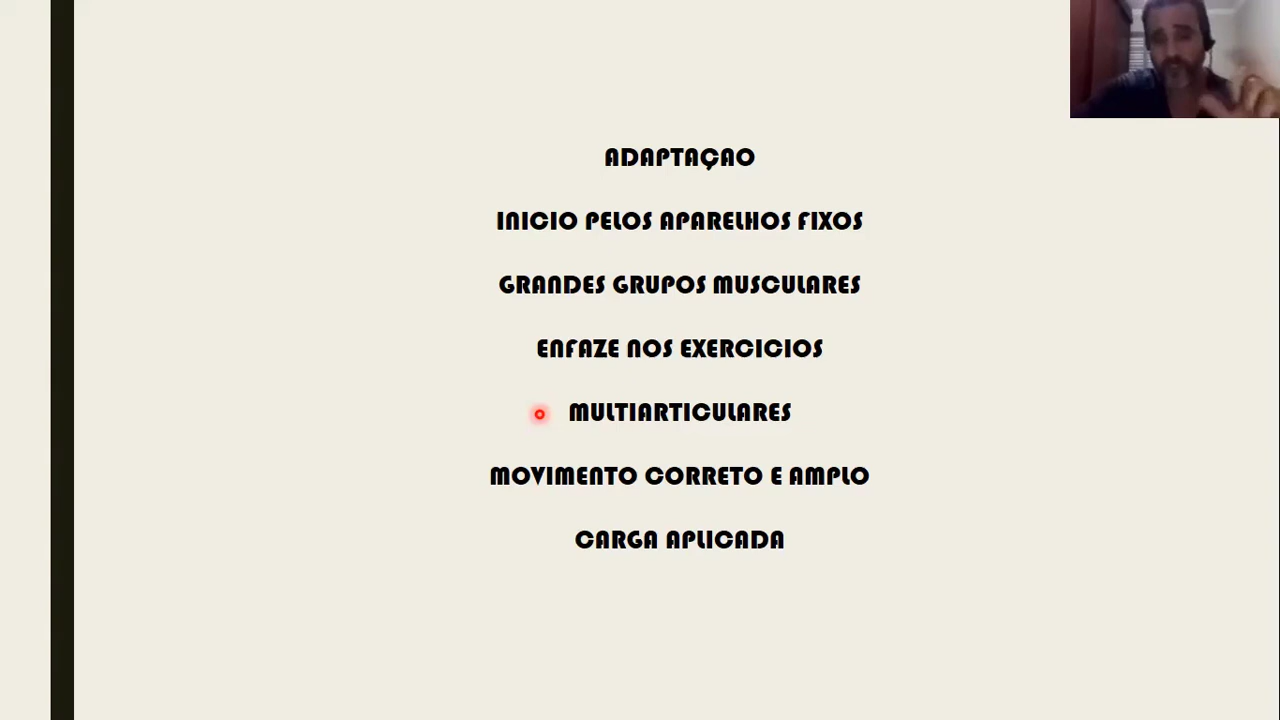 ADAPTAÇAO
INICIO PELOS APARELHOS FIXOS
GRANDES GRUPOS MUSCULARES
ENFAZE NOS EXERCICIOS
MULTIARTICULARES
MOVIMENTO CORRETO E AMPLO
CARGA APLICADA